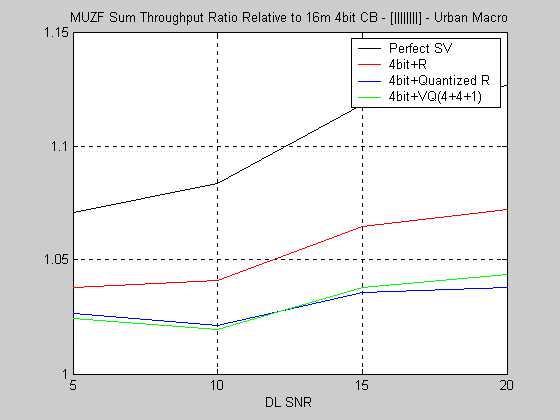 MUZF Sum Throughput Ratio Relative to 16m 4bit CB - [||||||||] - Urban Macro
1.15
Perfect SV
4bit+R
4bit+Quantized R
4bit+VQ(4+4+1)
1.1
1.05
1
5
10
15
20
DL SNR